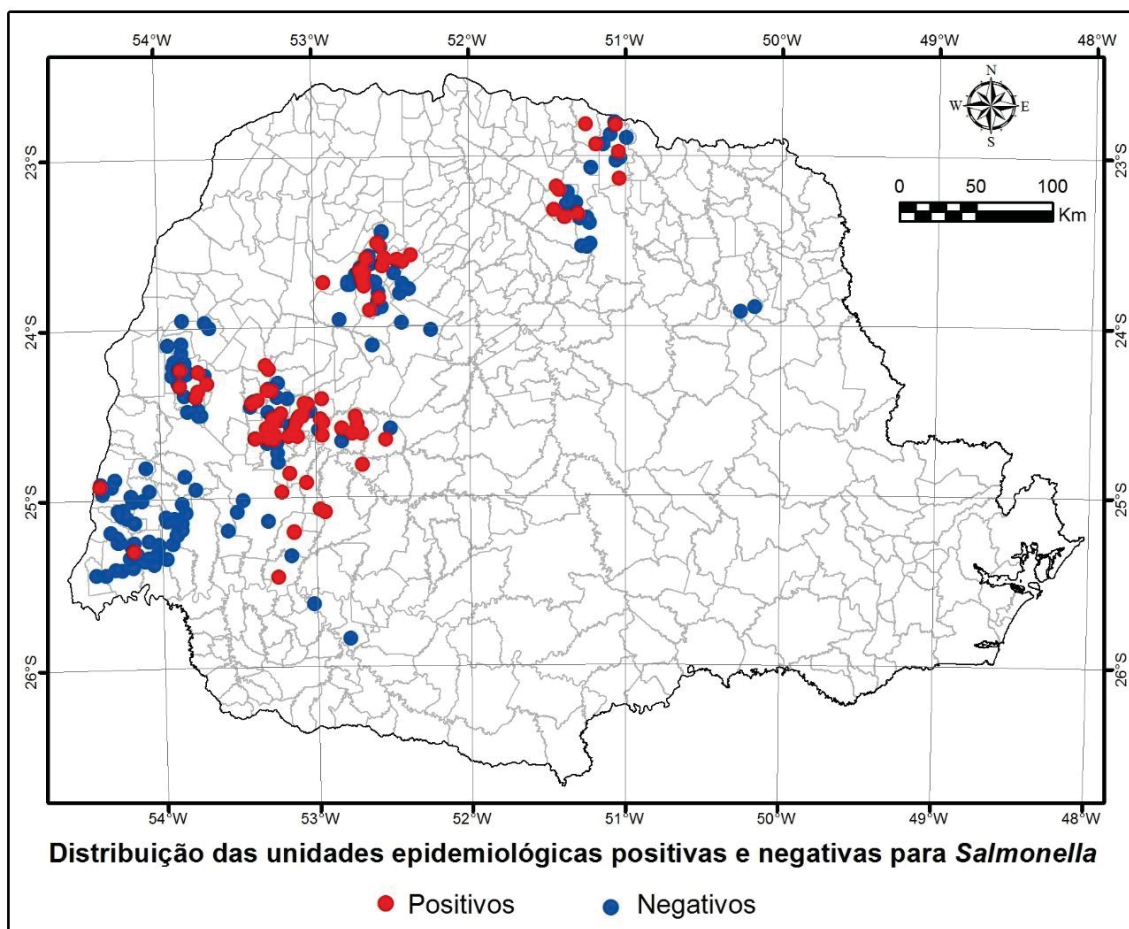 54°W 53°W 52°W 51°W 50°W 49°W 48°W
N
W E
S
23°S 23°S
0 50 100
Km
24°S 24°S
25°S 25°S
26°S 26°S
54°W 53°W 52°W 51°W 50°W 49°W 48°W
Distribuição das unidades epidemiológicas positivas e negativas para Salmonella
Positivos Negativos